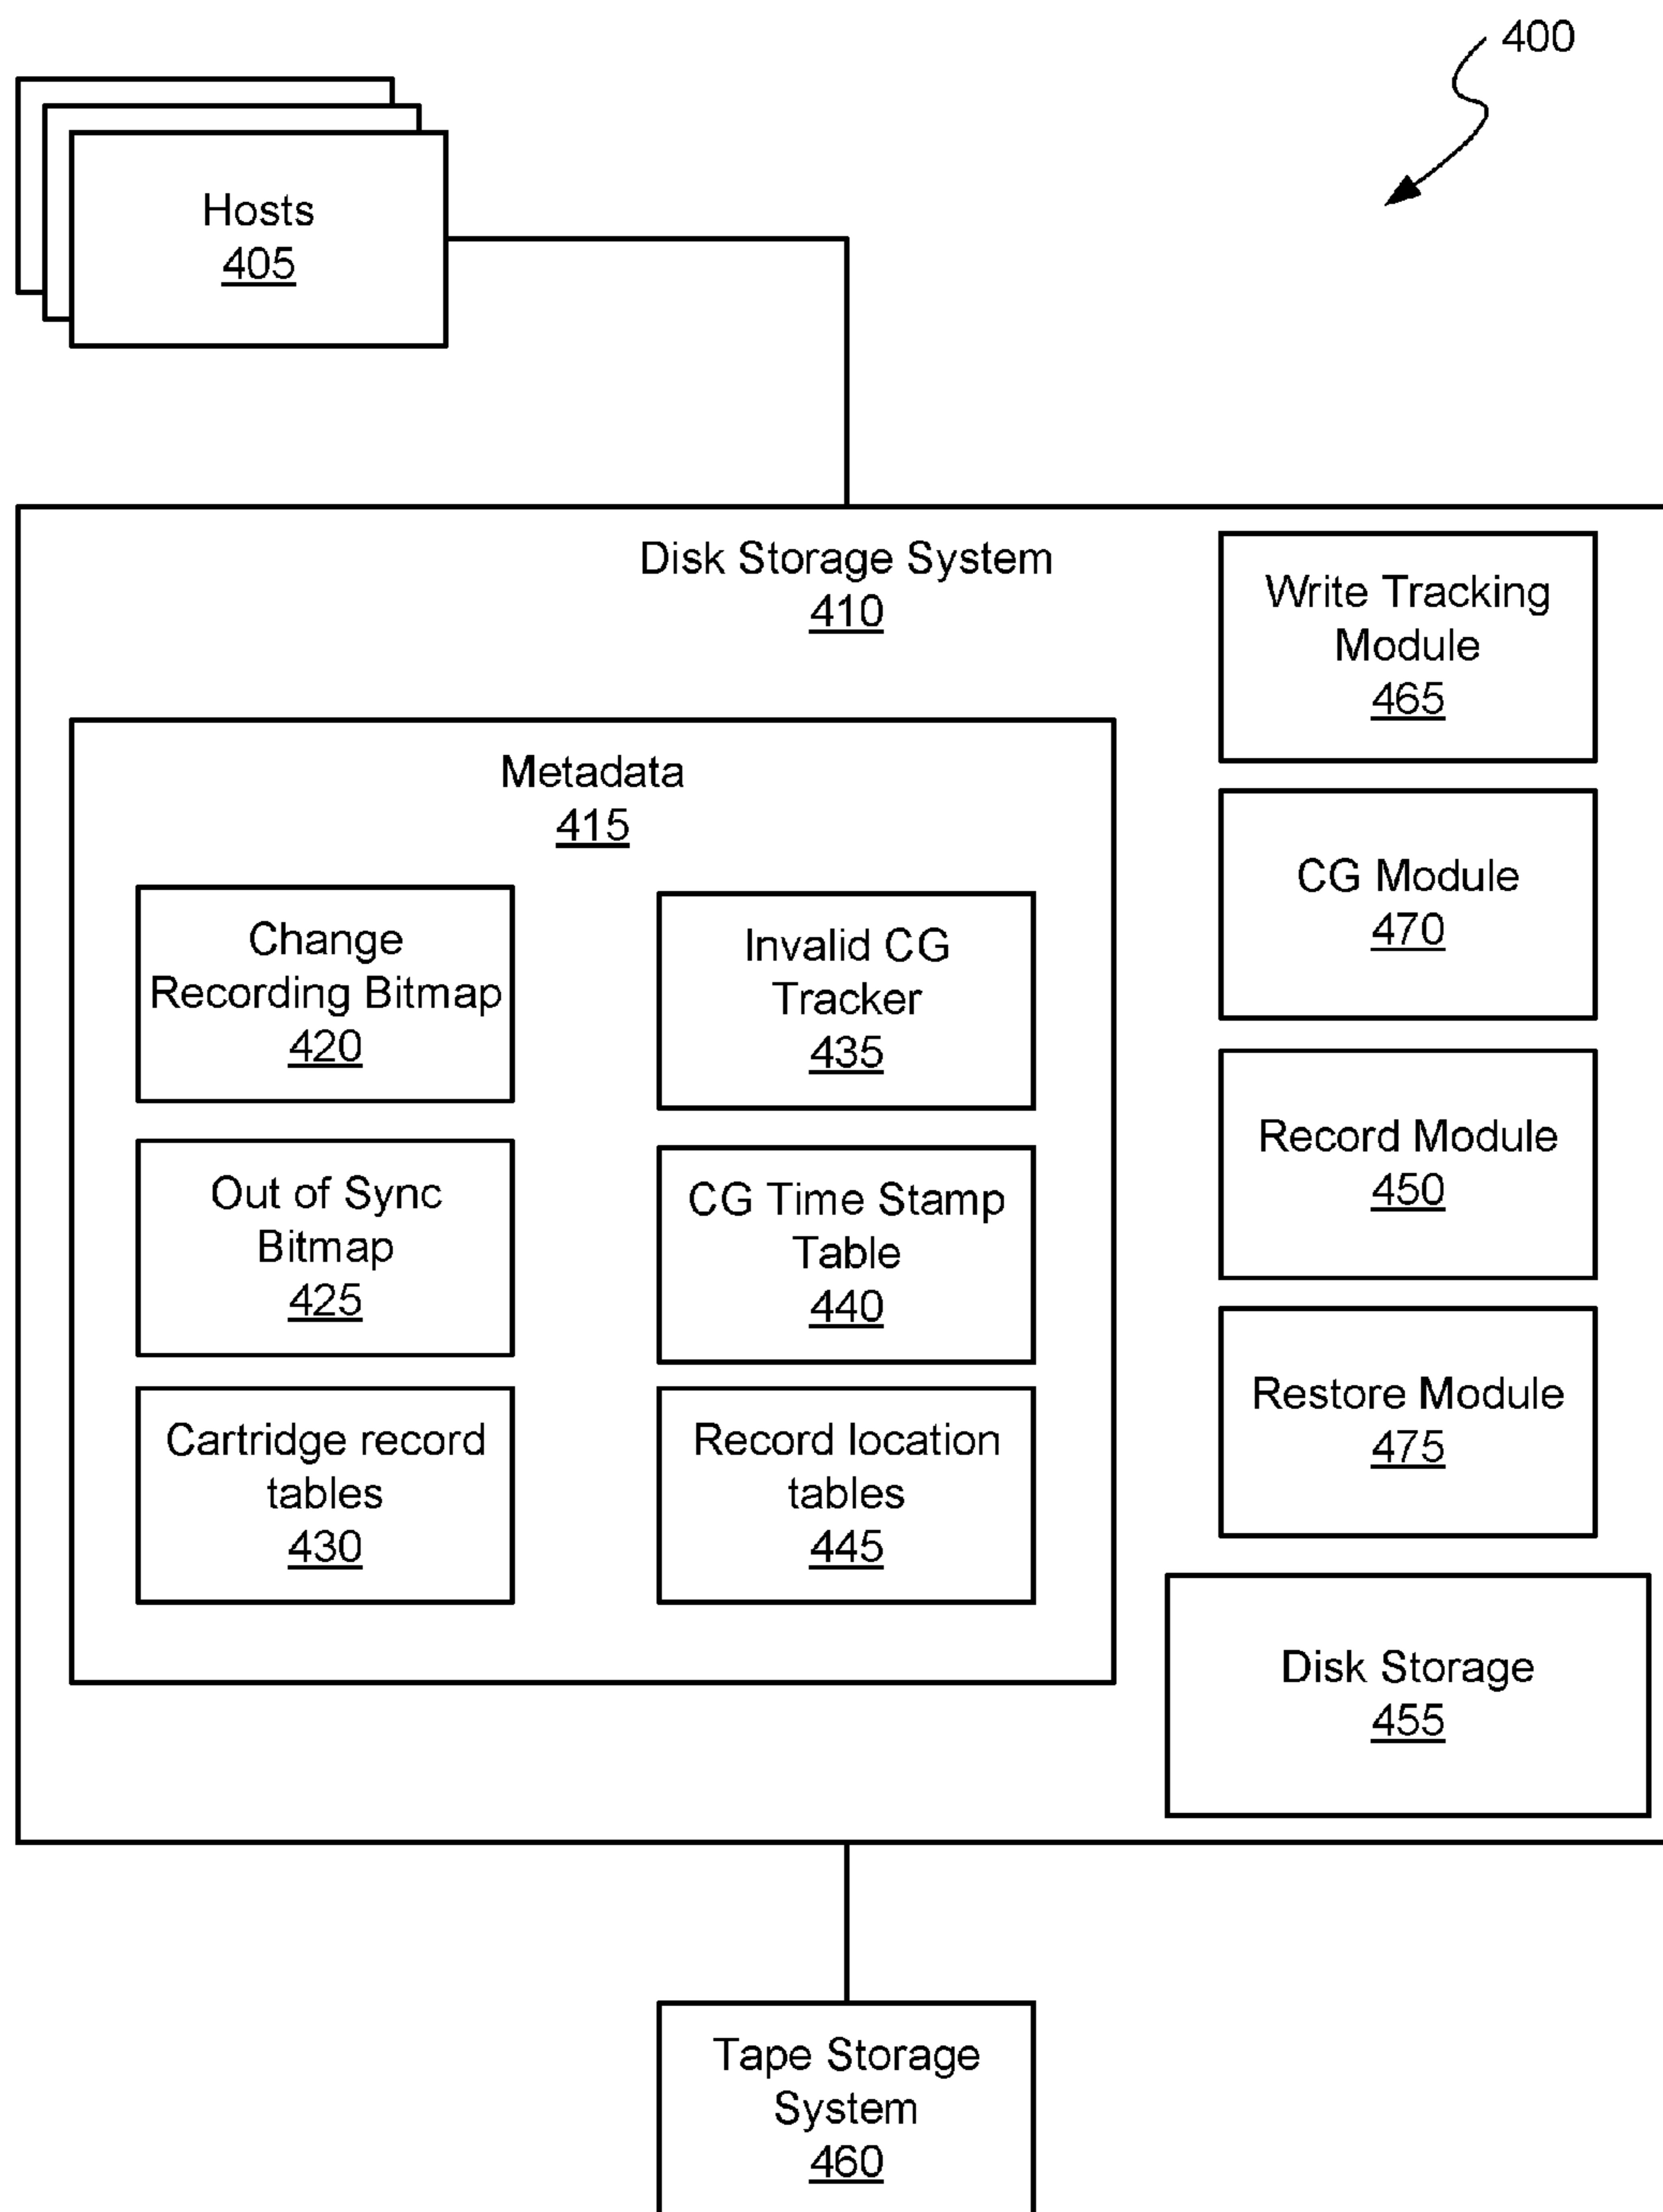 400
Hosts
405
Disk Storage System
410
Metadata
415
Change
Recording Bitmap
420
Invalid CG
Tracker
435
Out of Sync
Bitmap
425
CG Time Stamp
Table
440
Cartridge record
tables
430
Record location
tables
445
Write Tracking
Module
465
CG Module
470
Record Module
450
Restore Module
475
Disk Storage
455
Tape Storage
System
460